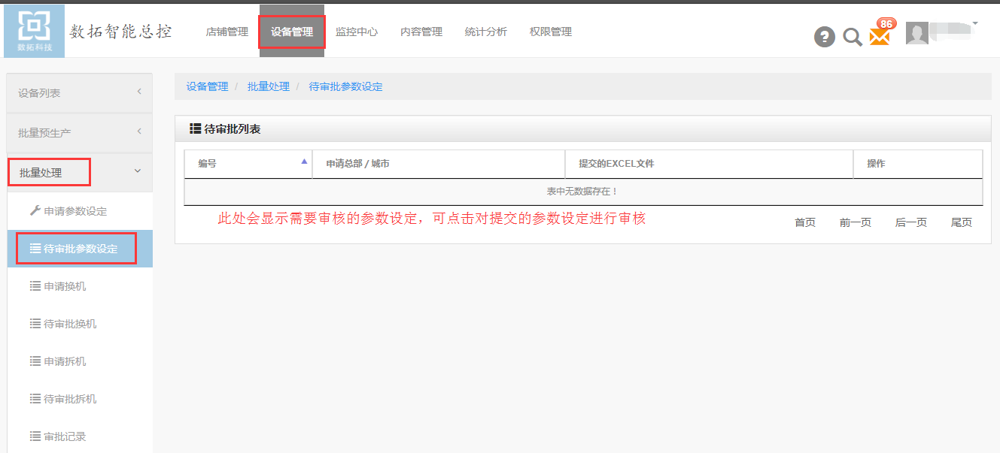 数拓科技
数拓智能总控
店铺管理 设备管理 监控中心 内容管理 统计分析 权限管理
?
86
设备列表
批量预生产
批量处理
申请参数设定
待审批参数设定
申请换机
待审批换机
申请拆机
待审批拆机
审批记录
设备管理 / 批量处理 / 待审批参数设定
待审批列表
编号 申请总部 / 城市 提交的EXCEL文件 操作
表中无数据存在！
此处会显示需要审核的参数设定，可点击对提交的参数设定进行审核
首页 前一页 后一页 尾页